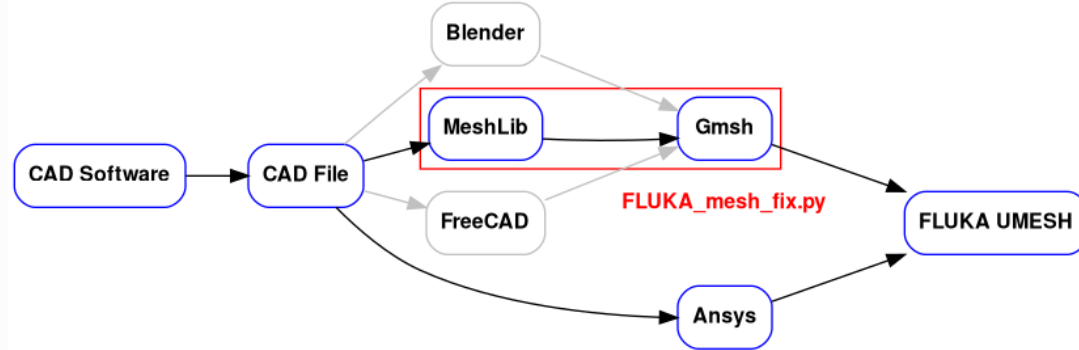 Blender
MeshLib
Gmsh
CAD Software
CAD File
FreeCAD
FLUKA_mesh_fix.py
FLUKA UMESH
Ansys